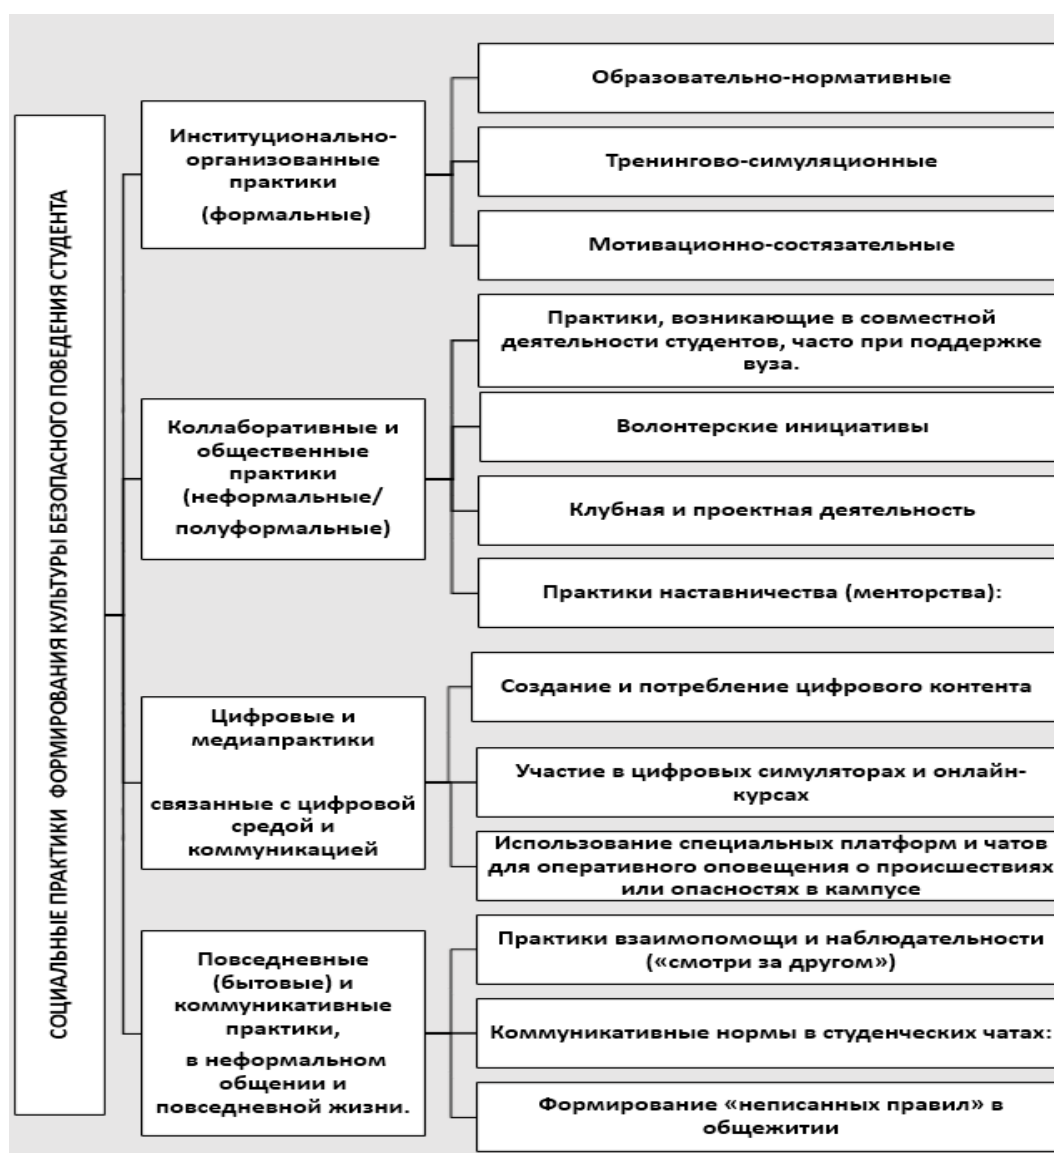 СОЦИАЛЬНЫЕ ПРАКТИКИ ФОРМИРОВАНИЯ КУЛЬТУРЫ БЕЗОПАСНОГО ПОВЕДЕНИЯ СТУДЕНТА
Институционально-
организованные
практики
(формальные)
Образовательно-нормативные
Тренингово-симуляционные
Мотивационно-состязательные
Коллаборативные и
общественные
практики
(неформальные/
полуформальные)
Практики, возникающие в совместной
деятельности студентов, часто при поддержке
вуза.
Волонтерские инициативы
Клубная и проектная деятельность
Практики наставничества (менторства):
Цифровые и
медиапрактики
связанные с цифровой
средой и
коммуникацией
Создание и потребление цифрового контента
Участие в цифровых симуляторах и онлайн-
курсах
Использование специальных платформ и чатов
для оперативного оповещения о происшествиях
или опасностях в кампусе
Повседневные
(бытовые) и
коммуникативные
практики,
в неформальном
общении и
повседневной жизни.
Практики взаимопомощи и наблюдательности
(«смотри за другом»)
Коммуникативные нормы в студенческих чатах:
Формирование «неписанных правил» в
общежитии